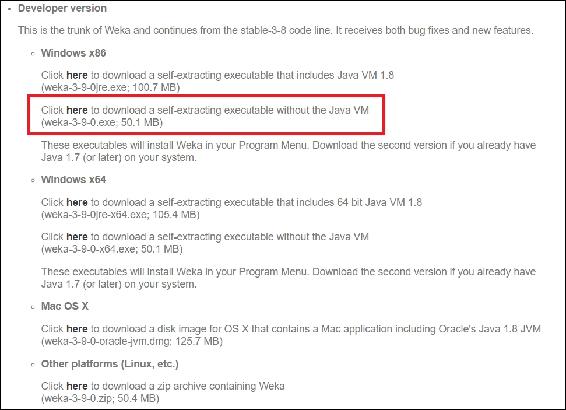 Developer version
This is the trunk of Weka and continues from the stable-3-8 code line. It receives both bug fixes and new features.
Windows x86
Click here to download a self-extracting executable that includes Java VM 1.8
(weka-3-9-0jre.exe; 100.7 MB)
Click here to download a self-extracting executable without the Java VM
(weka-3-9-0.exe; 50.1 MB)
These executables will install Weka in your Program Menu. Download the second version if you already have
Java 1.7 (or later) on your system.
Windows x64
Click here to download a self-extracting executable that includes 64 bit Java VM 1.8
(weka-3-9-0jre-x64.exe; 105.4 MB)
Click here to download a self-extracting executable without the Java VM
(weka-3-9-0-x64.exe; 50.1 MB)
These executables will install Weka in your Program Menu. Download the second version if you already have
Java 1.7 (or later) on your system.
Mac OS X
Click here to download a disk image for OS X that contains a Mac application including Oracle's Java 1.8 JVM
(weka-3-9-0-oracle-jvm.dmg; 125.7 MB)
Other platforms (Linux, etc.)
Click here to download a zip archive containing Weka
(weka-3-9-0.zip; 50.4 MB)